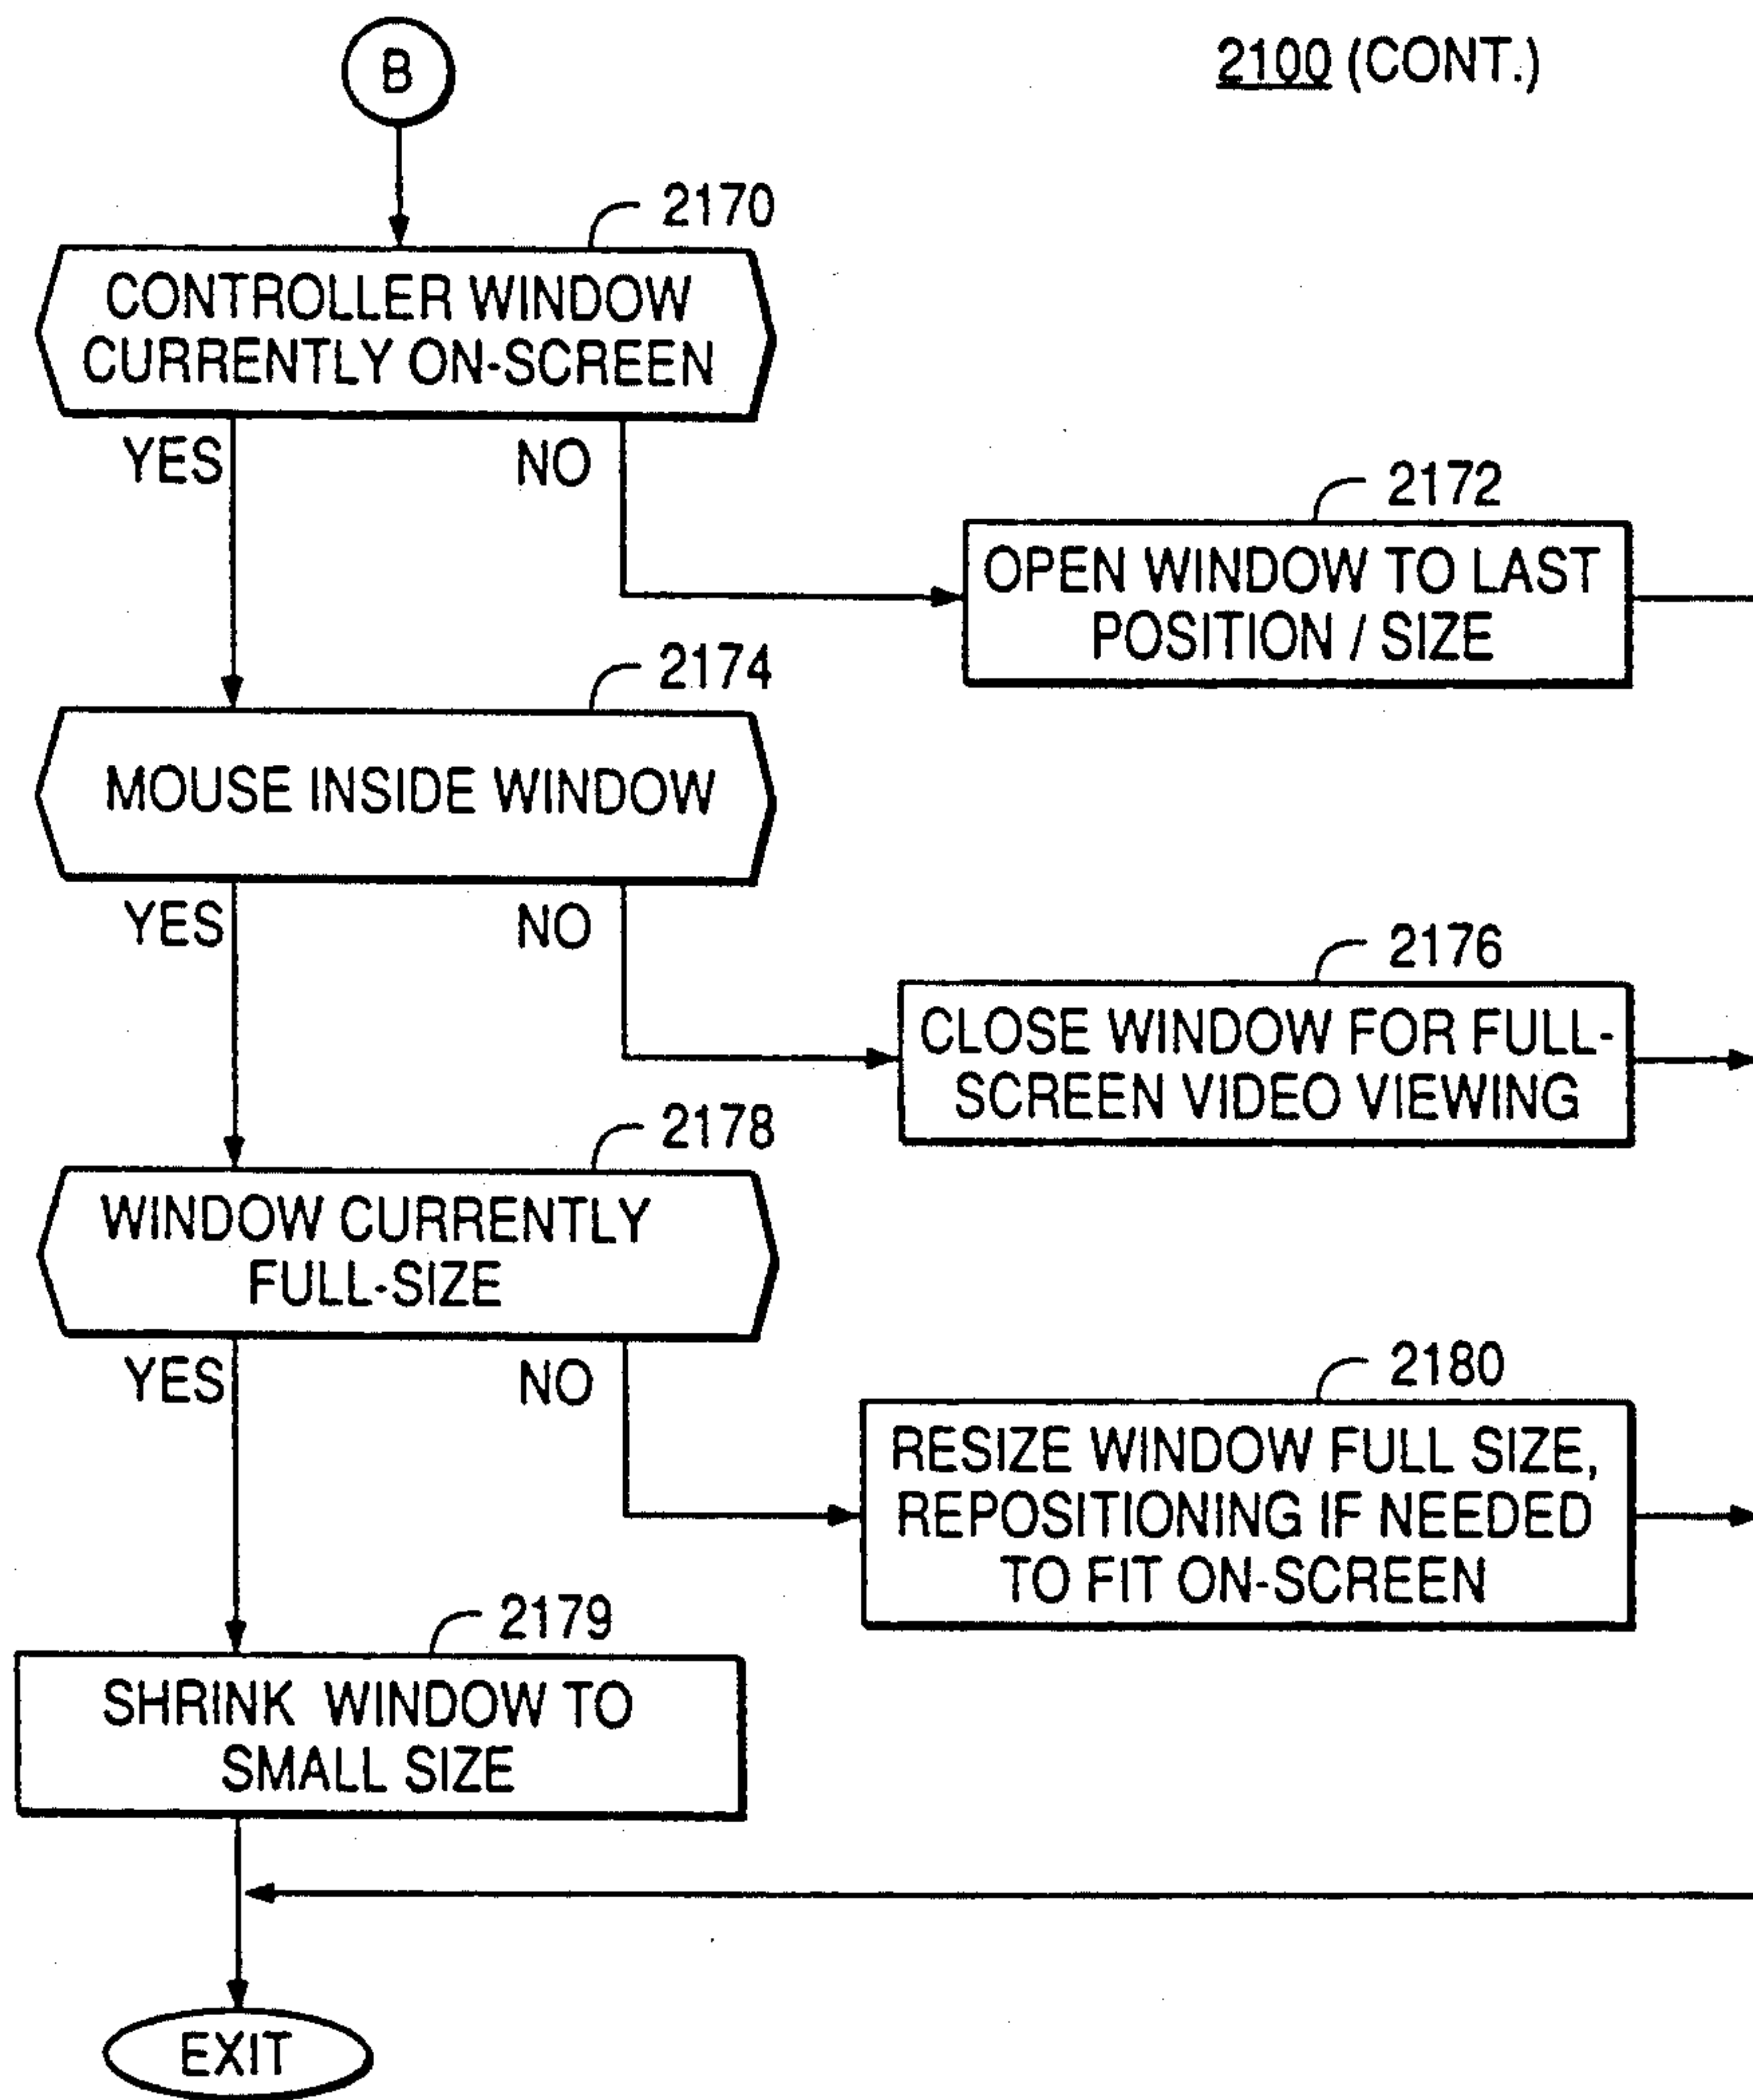 B
2100 (CONT.)
2170
CONTROLLER WINDOW
CURRENTLY ON-SCREEN
YES
NO
2172
OPEN WINDOW TO LAST
POSITION / SIZE
2174
MOUSE INSIDE WINDOW
YES
NO
2176
CLOSE WINDOW FOR FULL-
SCREEN VIDEO VIEWING
2178
WINDOW CURRENTLY
FULL-SIZE
YES
NO
2180
RESIZE WINDOW FULL SIZE,
REPOSITIONING IF NEEDED
TO FIT ON-SCREEN
2179
SHRINK WINDOW TO
SMALL SIZE
EXIT